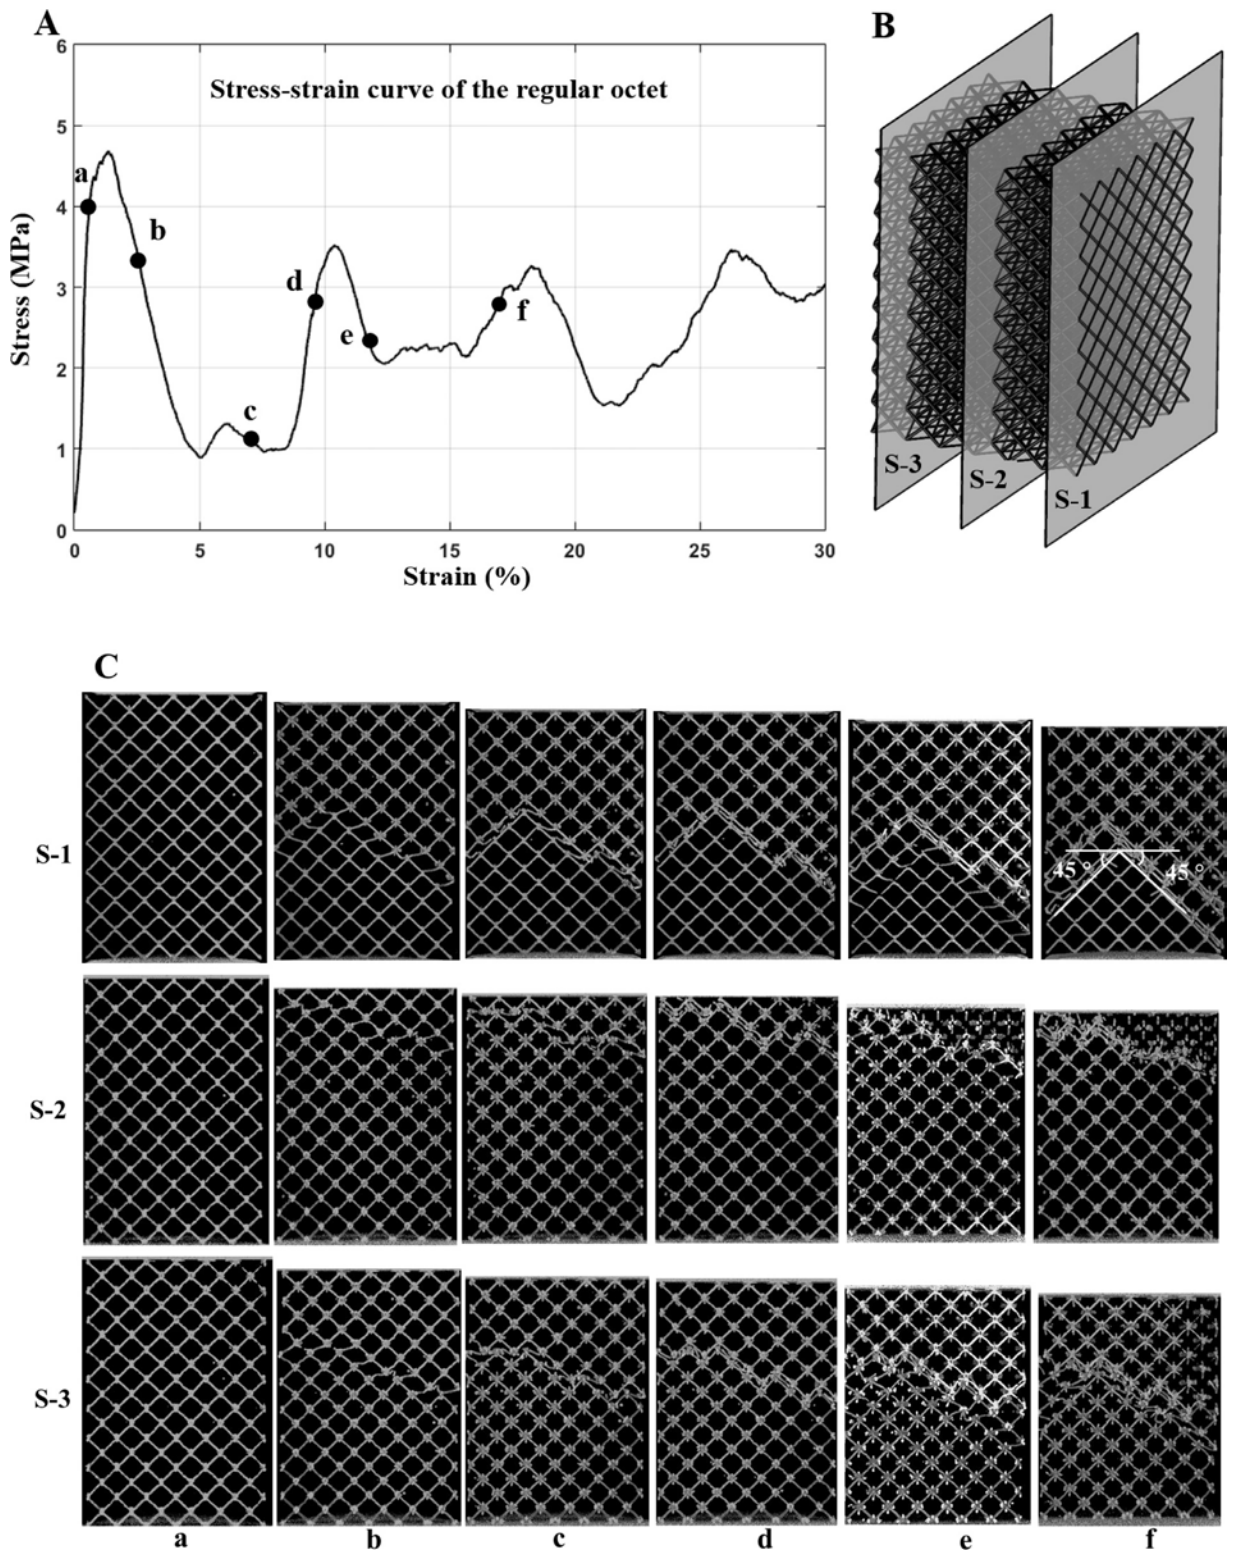 A
B
Stress-strain curve of the regular octet
6
5
4
3
2
1
0
0 5 10 15 20 25 30
Stress (MPa)
Strain (%)
a
b
c
d
e
f
S-3
S-2
S-1
C
S-1
45° 45°
S-2
S-3
a b c d e f